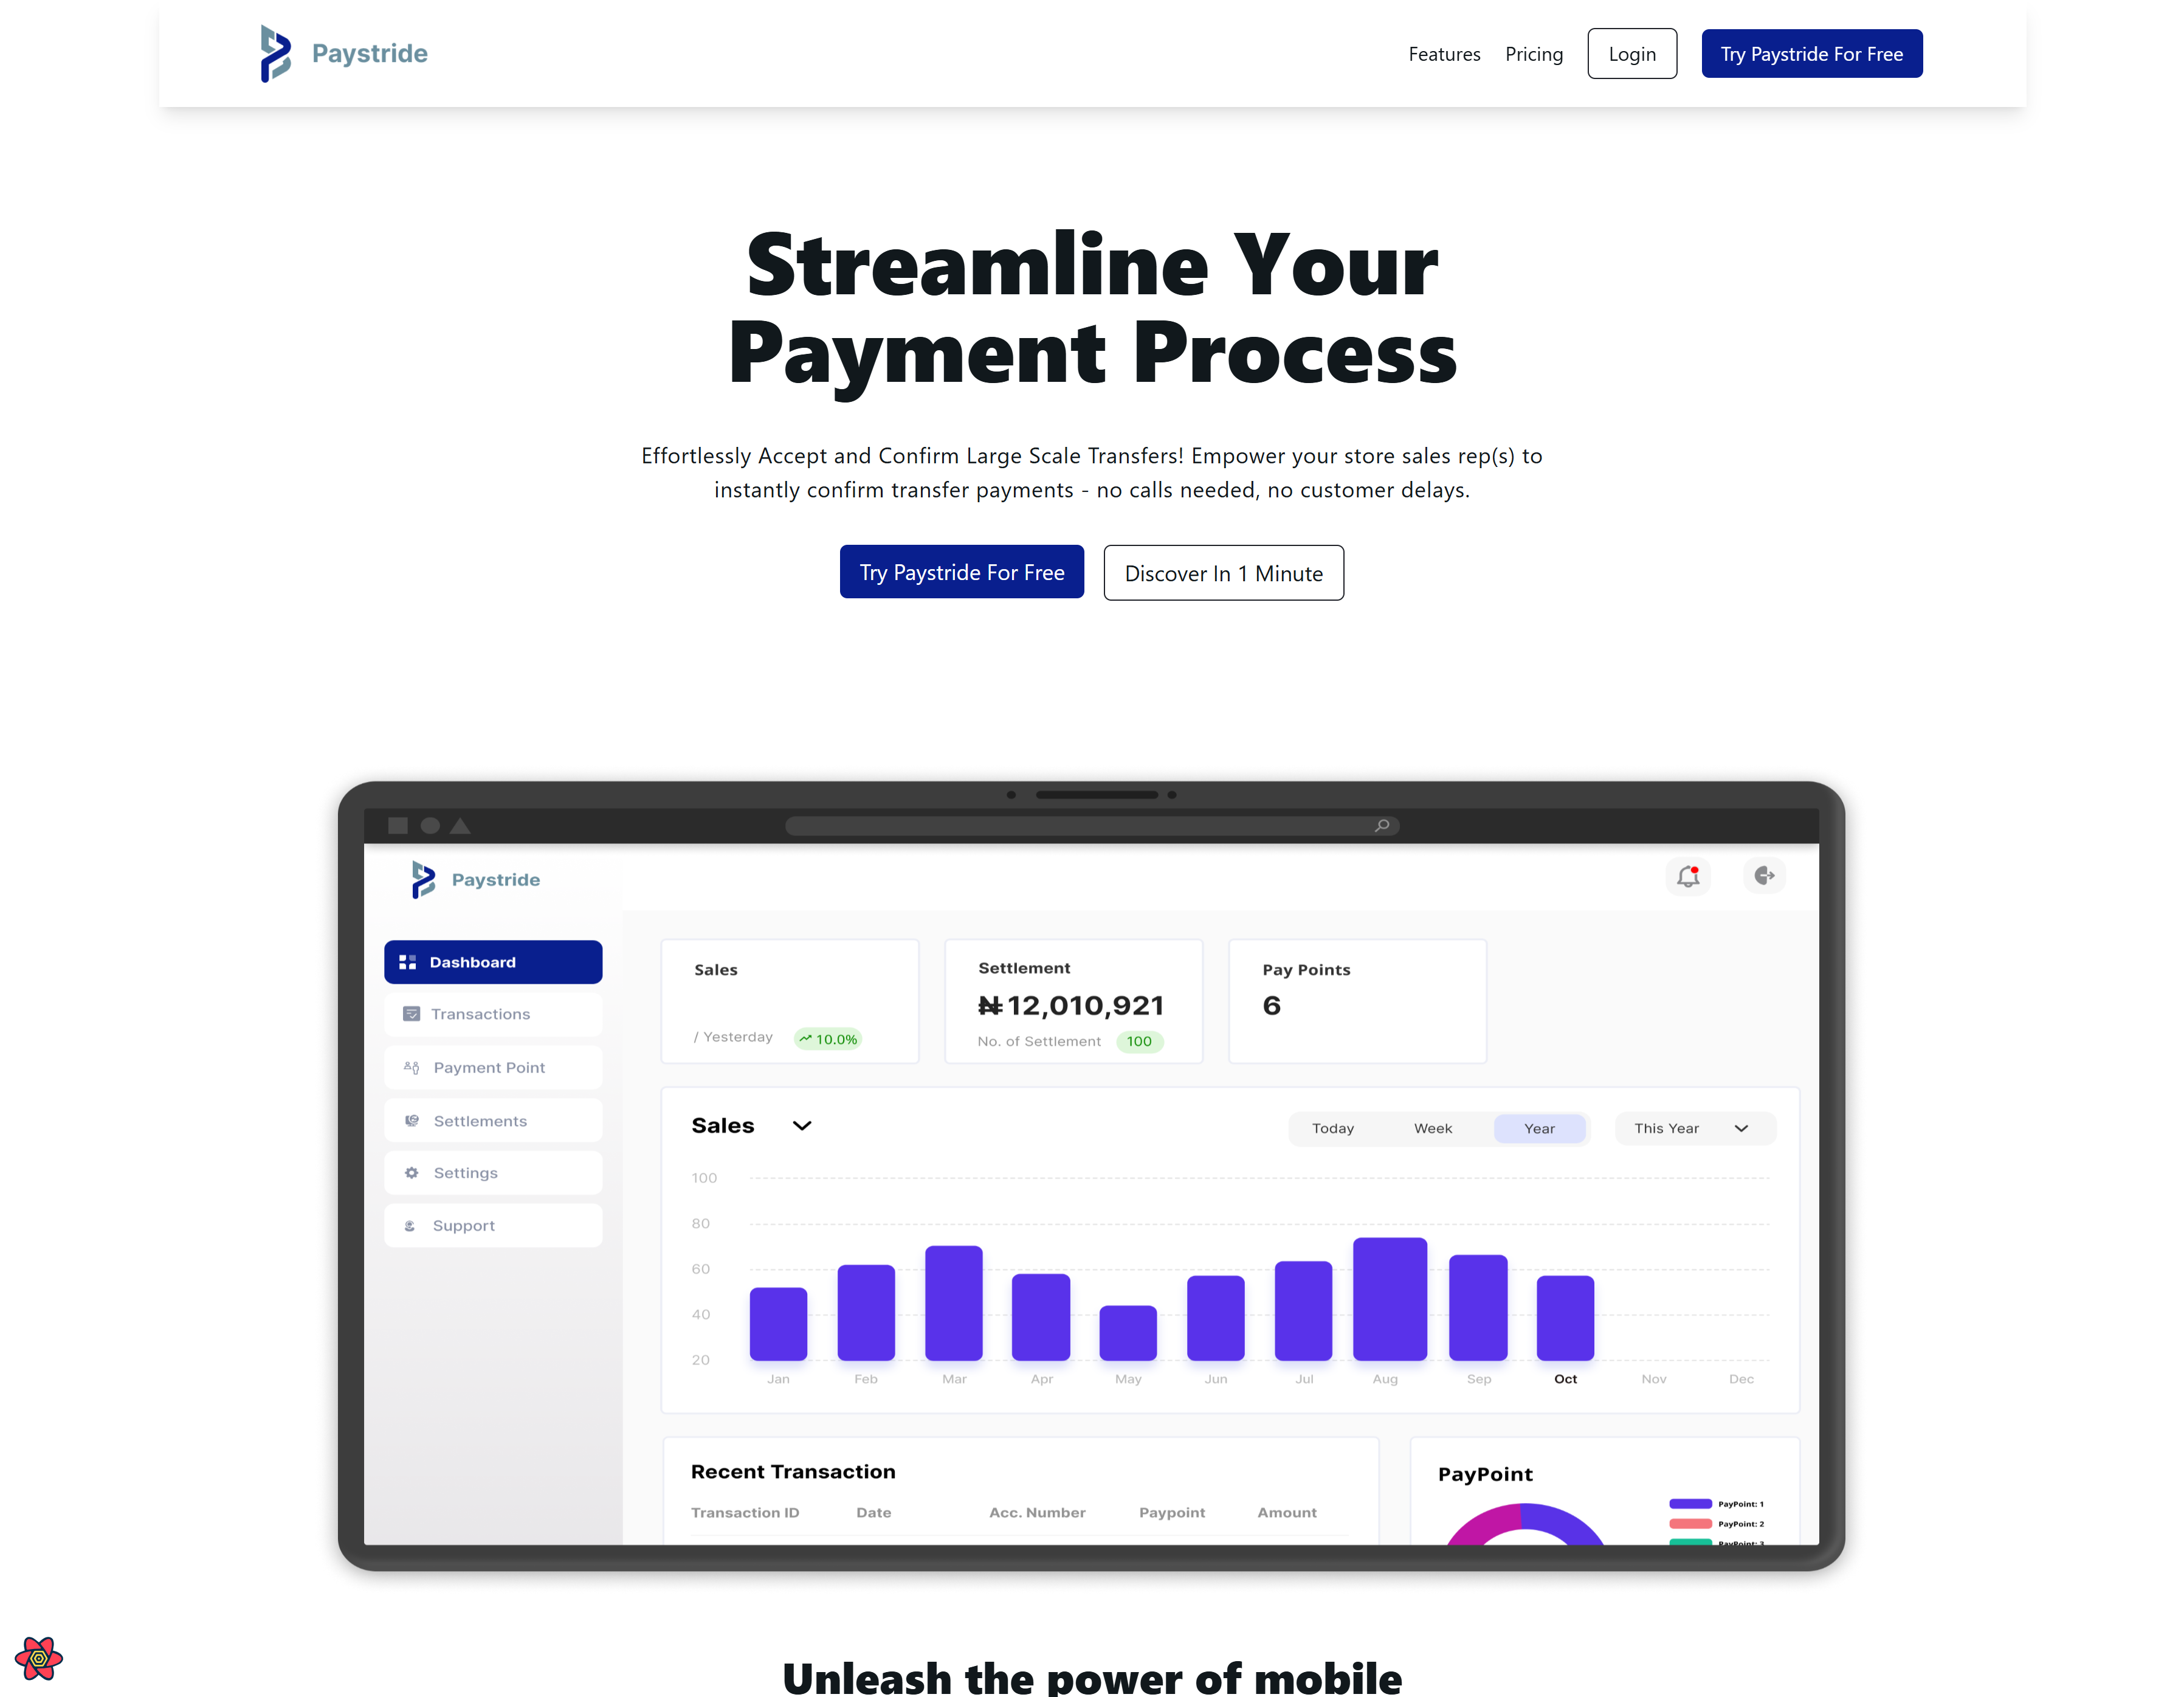 Paystride
Features
Pricing
Login
Try Paystride For Free
Streamline Your
Payment Process
Effortlessly Accept and Confirm Large Scale Transfers! Empower your store sales rep(s) to
instantly confirm transfer payments - no calls needed, no customer delays.
Try Paystride For Free
Discover In 1 Minute
Paystride
Dashboard
Transactions
Payment Point
Settlements
Settings
Support
Sales
/ Yesterday
10.0%
Settlement
₦12,010,921
No. of Settlement
100
Pay Points
6
Sales
Today
Week
Year
This Year
100
80
60
40
20
Jan
Feb
Mar
Apr
May
Jun
Jul
Aug
Sep
Oct
Nov
Dec
Recent Transaction
Transaction ID
Date
Acc. Number
Paypoint
Amount
PayPoint
PayPoint: 1
PayPoint: 2
PayPoint: 3
Unleash the power of mobile